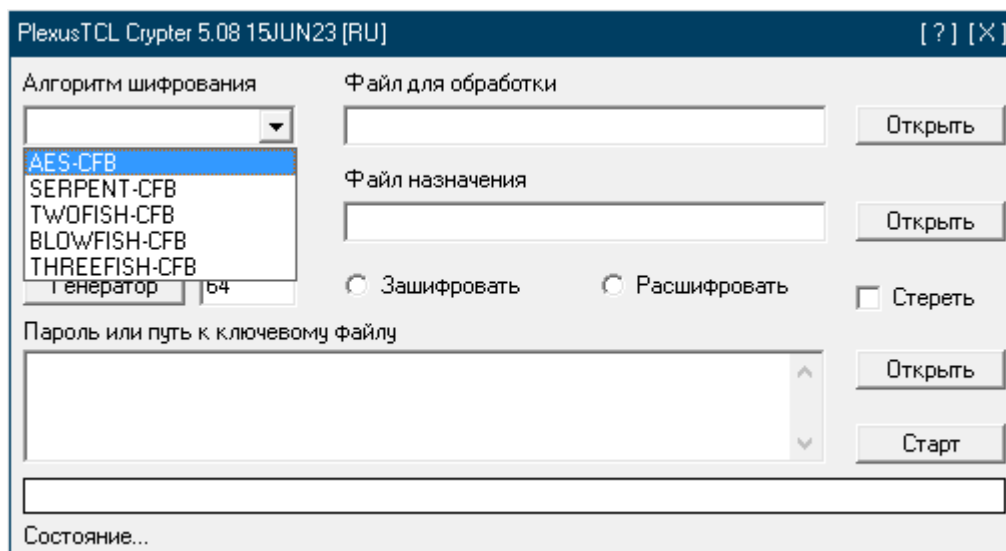 PlexusTCL Crypter 5.08 15JUN23 [RU] [ ? ] [X]
Алгоритм шифрования
Файл для обработки
Открыть
AES-CFB
SERPENT-CFB
TWOFISH-CFB
BLOWFISH-CFB
THREEFISH-CFB
Файл назначения
Открыть
Генератор 64
Зашифровать
Расшифровать
Стереть
Пароль или путь к ключевому файлу
Открыть
Старт
Состояние...